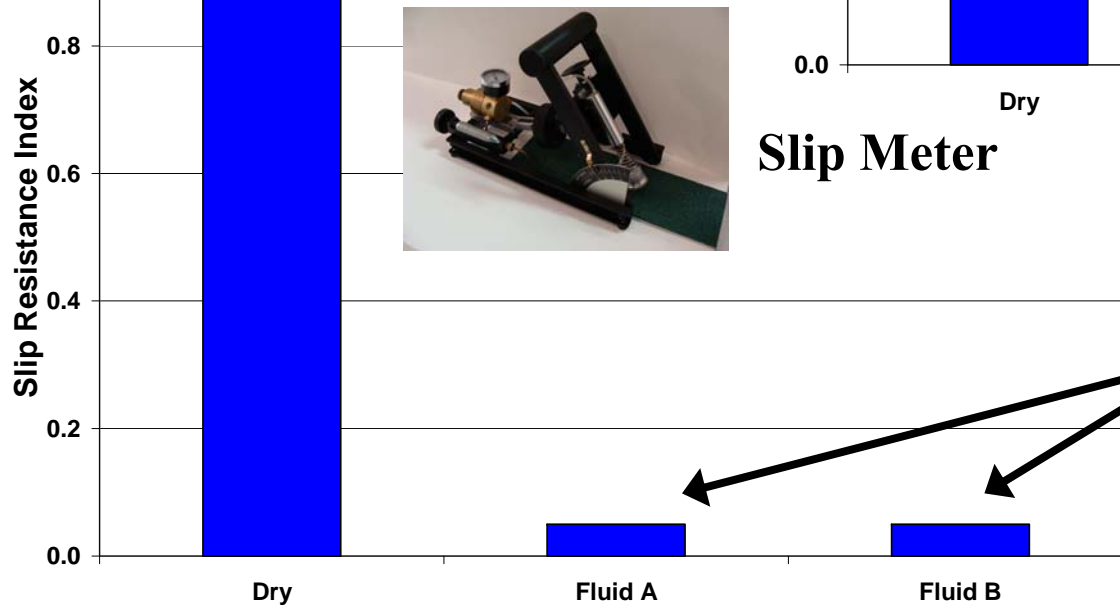 0.0
Dry
Slip Meter
Slip Resistance Index
0.8
0.6
0.4
0.2
0.0
Dry
Fluid A
Fluid B